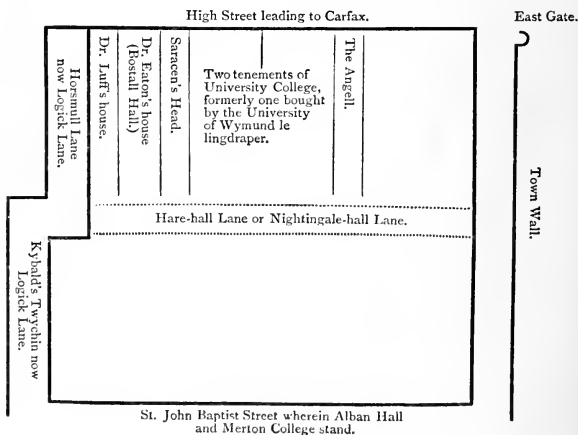 High Street leading to Carfax.
East Gate.
Horsmull Lane
now Logick Lane.
Dr. Luff's house.
Dr. Eaton's house
(Bostall Hall.)
Saracen's Head.
Two tenements of
University College,
formerly one bought
by the University
of Wymund le
lingdraper.
The Angell.
Town Wall.
Hare-hall Lane or Nightingale-hall Lane.
Kybald's Twychin now
Logick Lane.
St. John Baptist Street wherein Alban Hall
and Merton College stand.